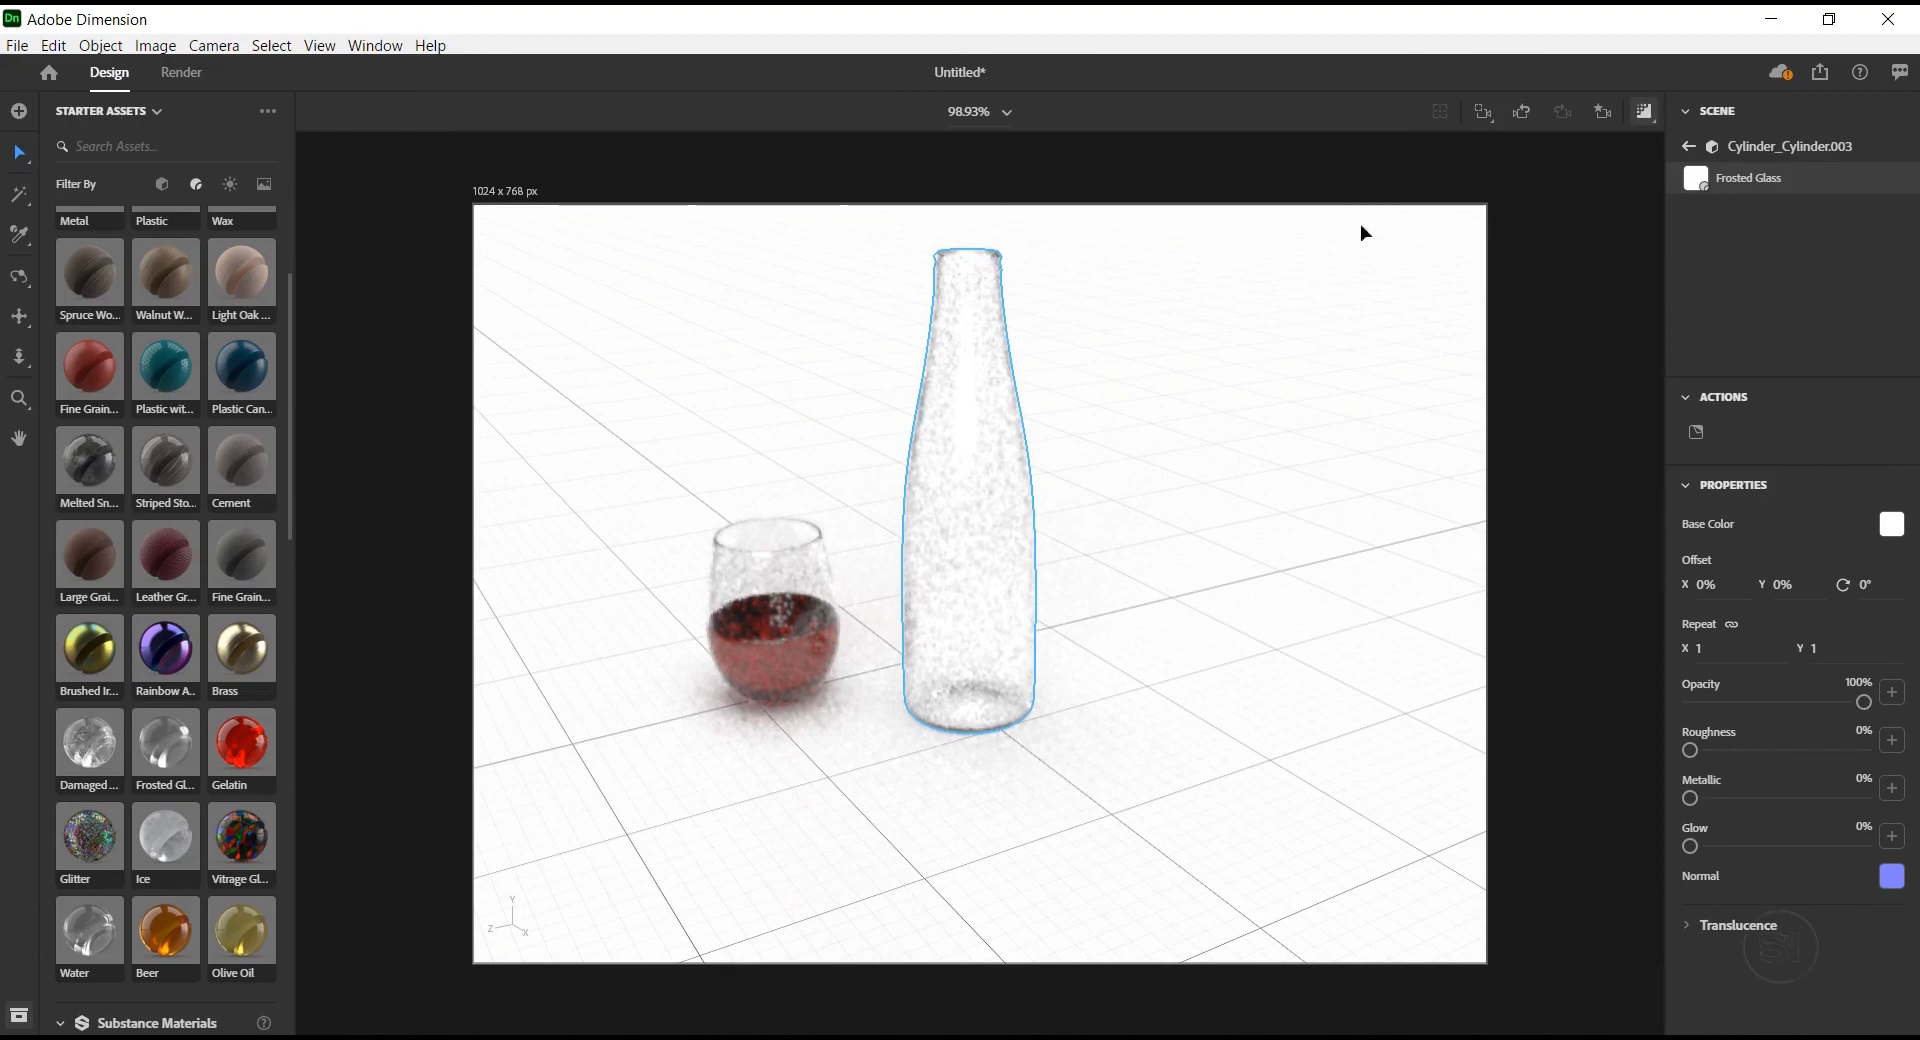 Dn Adobe Dimension
File Edit Object Image Camera Select View Window Help
Design Render Untitled*
STARTER ASSETS
98.93%
Search Assets...
Filter By
Metal Plastic Wax
Spruce Wo... Walnut W... Light Oak ...
Fine Grain... Plastic wit... Plastic Can...
Melted Sn... Striped Sto... Cement
Large Grai... Leather Gr... Fine Grain...
Brushed Ir... Rainbow A... Brass
Damaged ... Frosted Gl... Gelatin
Glitter Ice Vitrage Gl...
Water Beer Olive Oil
Substance Materials
1024 x 768 px
Y
Z X
SCENE
Cylinder_Cylinder.003
Frosted Glass
ACTIONS
PROPERTIES
Base Color
Offset
X 0% Y 0% 0°
Repeat
X 1 Y 1
Opacity 100%
Roughness 0%
Metallic 0%
Glow 0%
Normal
Translucence